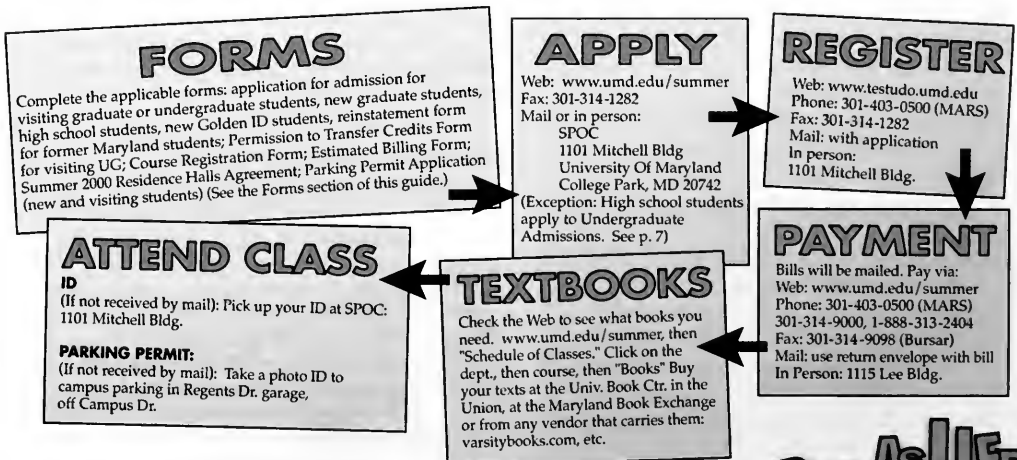 FORMS
Complete the applicable forms: application for admission for
visiting graduate or undergraduate students, new graduate students,
high school students, new Golden ID students, reinstatement form
for former Maryland students; Permission to Transfer Credits Form
for visiting UG; Course Registration Form; Estimated Billing Form;
Summer 2000 Residence Halls Agreement; Parking Permit Application
(new and visiting students) (See the Forms section of this guide.)
APPLY
Web: www.umd.edu/summer
Fax: 301-314-1282
Mail or in person:
SPOC
1101 Mitchell Bldg
University Of Maryland
College Park, MD 20742
(Exception: High school students
apply to Undergraduate
Admissions. See p. 7)
REGISTER
Web: www.testudo.umd.edu
Phone: 301-403-0500 (MARS)
Fax: 301-314-1282
Mail: with application
In person:
1101 Mitchell Bldg.
PAYMENT
Bills will be mailed. Pay via:
Web: www.umd.edu/summer
Phone: 301-403-0500 (MARS)
301-314-9000, 1-888-313-2404
Fax: 301-314-9098 (Bursar)
Mail: use return envelope with bill
In Person: 1115 Lee Bldg.
TEXTBOOKS
Check the Web to see what books you
need. www.umd.edu/summer, then
"Schedule of Classes." Click on the
dept., then course, then "Books" Buy
your texts at the Univ. Book Ctr. in the
Union, at the Maryland Book Exchange
or from any vendor that carries them:
varsitybooks.com, etc.
ATTEND CLASS
ID
(If not received by mail): Pick up your ID at SPOC:
1101 Mitchell Bldg.
PARKING PERMIT:
(If not received by mail): Take a photo ID to
campus parking in Regents Dr. garage,
off Campus Dr.